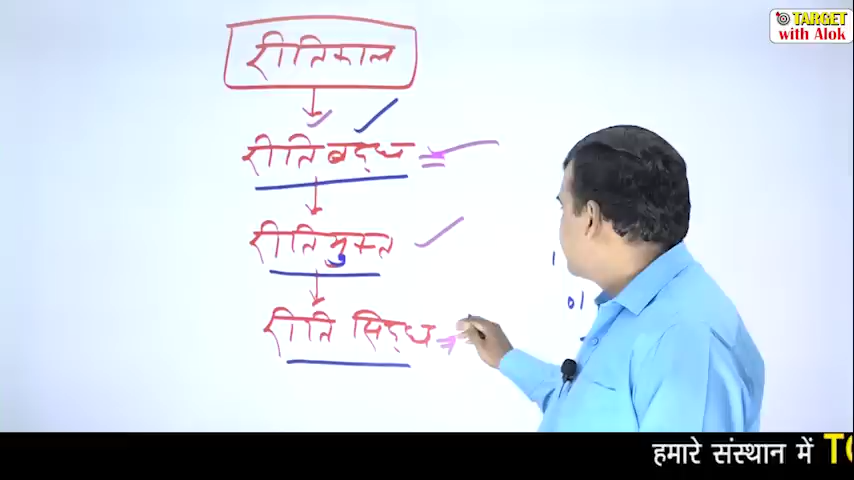 TARGET
with Alok
रीतिकाल
रीतिबद्ध
रीतिमुक्त
रीति सिद्ध
हमारे संस्थान में